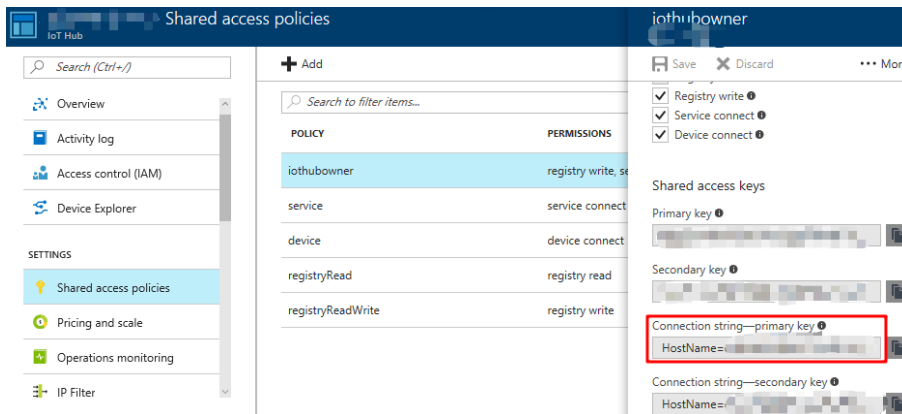 Shared access policies
IoT Hub
Search (Ctrl+/)
Overview
Activity log
Access control (IAM)
Device Explorer
SETTINGS
Shared access policies
Pricing and scale
Operations monitoring
IP Filter
Add
Search to filter items...
POLICY PERMISSIONS
iothubowner registry write, se
service service connect
device device connect
registryRead registry read
registryReadWrite registry write
iothubowner
Save Discard ••• Mor
Registry write
Service connect
Device connect
Shared access keys
Primary key
Secondary key
Connection string—primary key
HostName=
Connection string—secondary key
HostName=